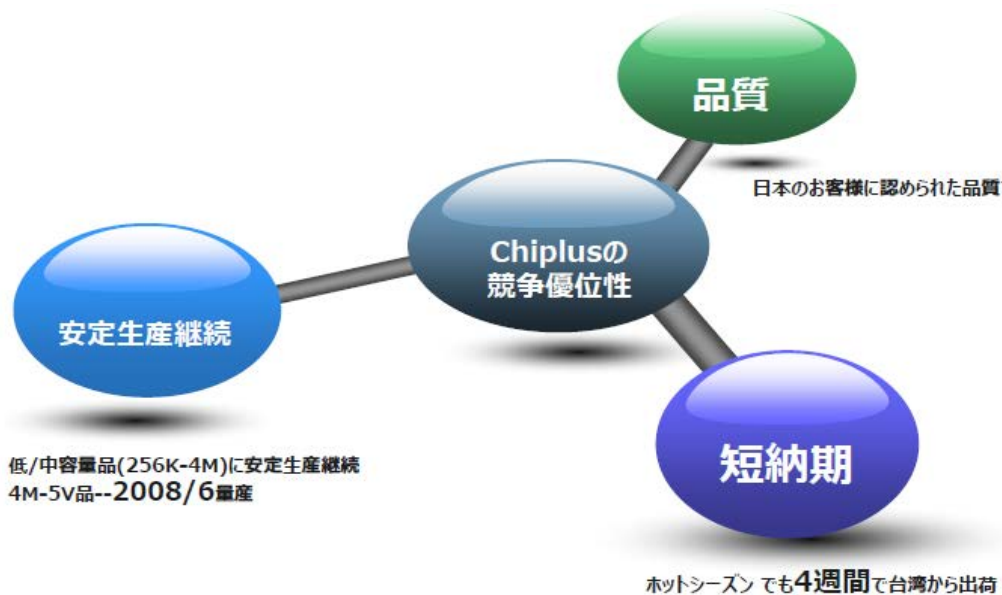 品質
日本のお客様に認められた品質
Chiplusの
競争優位性
安定生産継続
低/中容量品(256K-4M)に安定生産継続
4M-5V品--2008/6量産
短納期
ホットシーズン でも4週間で台湾から出荷